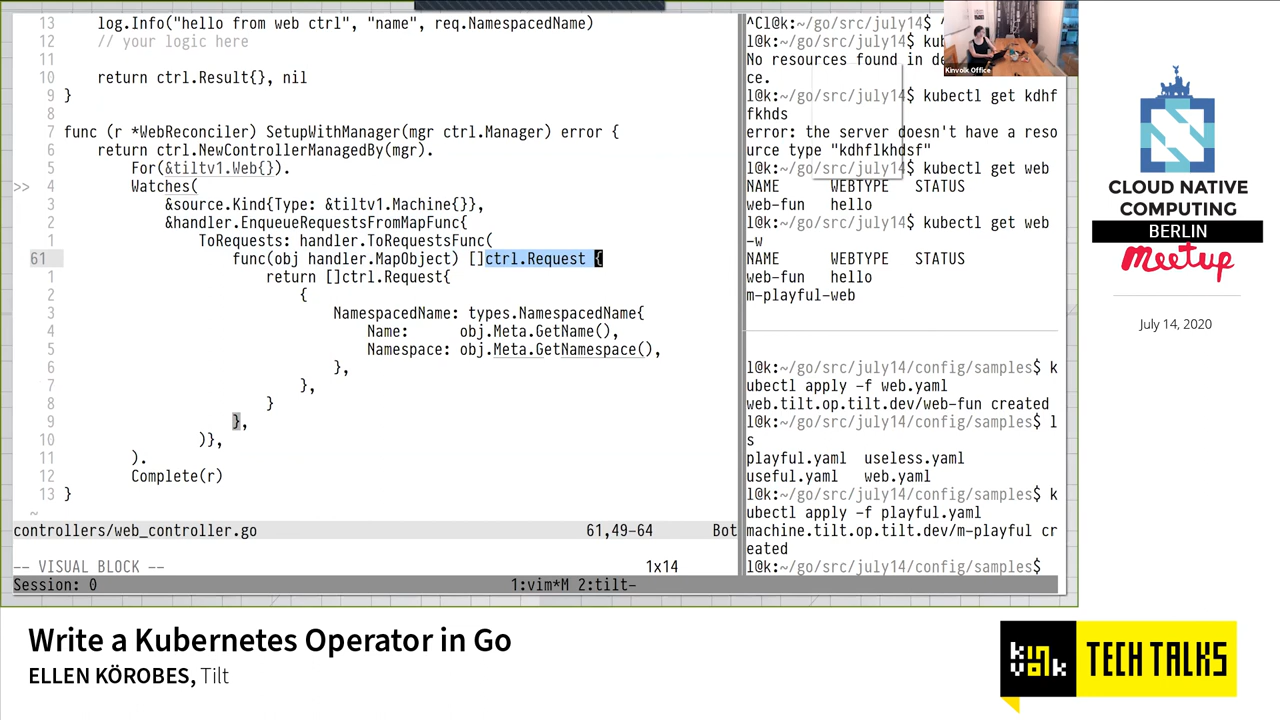 13     log.Info("hello from web ctrl", "name", req.NamespacedName)
12     // your logic here
11
10     return ctrl.Result{}, nil
9 }
8
7 func (r *WebReconciler) SetupWithManager(mgr ctrl.Manager) error {
6     return ctrl.NewControllerManagedBy(mgr).
5         For(&tiltv1.Web{}).
>> 4         Watches(
3             &source.Kind{Type: &tiltv1.Machine{}},
2             &handler.EnqueueRequestsFromMapFunc{
1                 ToRequests: handler.ToRequestsFunc(
61                     func(obj handler.MapObject) []ctrl.Request {
1                         return []ctrl.Request{
2                             {
3                                 NamespacedName: types.NamespacedName{
4                                     Name:      obj.Meta.GetName(),
5                                     Namespace: obj.Meta.GetNamespace(),
6                                 },
7                             },
8                         }
9                     },
10                 )},
11         ).
12         Complete(r)
13 }
~
controllers/web_controller.go 61,49-64 Bot
-- VISUAL BLOCK -- 1x14
Session: 0 1:vim*M 2:tilt-
^Cl@k:~/go/src/july14$ ^
l@k:~/go/src/july14$ kub
No resources found in de
ce.
l@k:~/go/src/july14$ kubectl get kdhf
fkhds
error: the server doesn't have a reso
urce type "kdhflkhdsf"
l@k:~/go/src/july14$ kubectl get web
NAME      WEBTYPE   STATUS
web-fun   hello
l@k:~/go/src/july14$ kubectl get web
-w
NAME      WEBTYPE   STATUS
web-fun   hello
m-playful-web
l@k:~/go/src/july14/config/samples$ k
ubectl apply -f web.yaml
web.tilt.op.tilt.dev/web-fun created
l@k:~/go/src/july14/config/samples$ l
s
playful.yaml  useless.yaml
useful.yaml   web.yaml
l@k:~/go/src/july14/config/samples$ k
ubectl apply -f playful.yaml
machine.tilt.op.tilt.dev/m-playful cr
eated
l@k:~/go/src/july14/config/samples$
Kinvolk Office
CLOUD NATIVE
COMPUTING
BERLIN
Meetup
July 14, 2020
Write a Kubernetes Operator in Go
ELLEN KÖROBES, Tilt
kinvolk
TECH TALKS